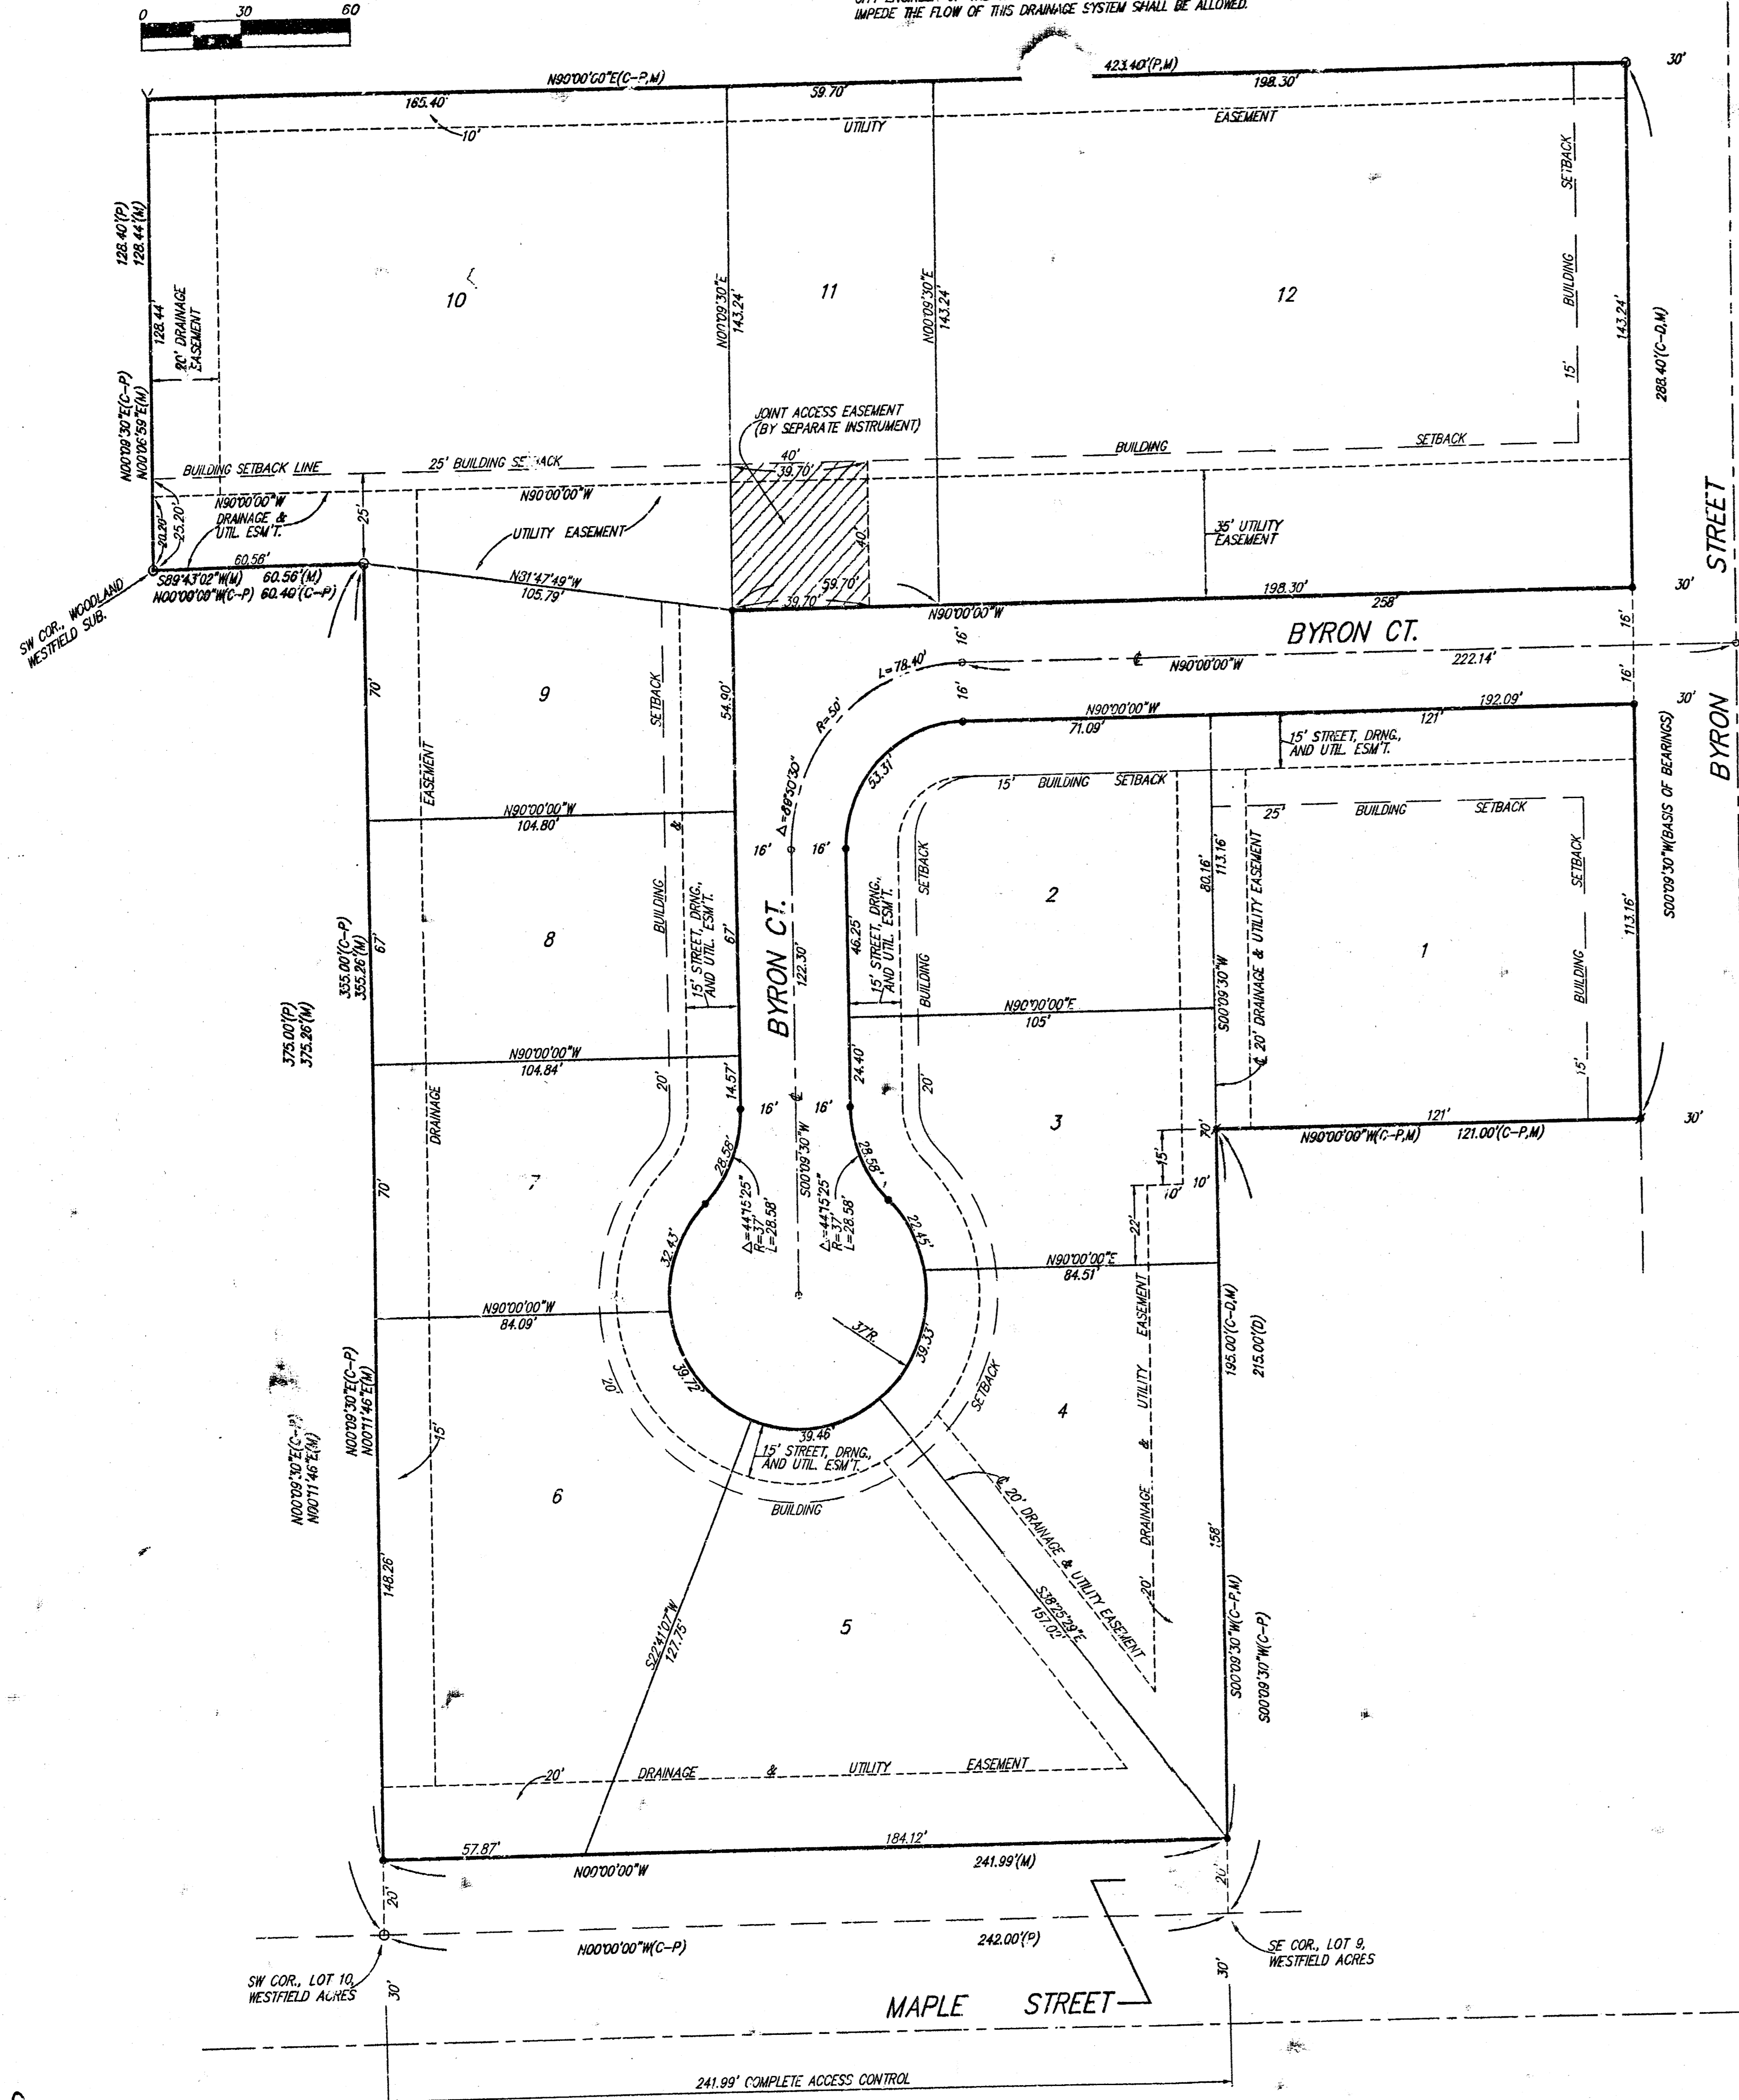 0 30 60
IMPEDE THE FLOW OF THIS DRAINAGE SYSTEM SHALL BE ALLOWED.
N90°00'00"E(C-P,M)
423.40'(P,M)
30'
165.40'
59.70'
198.30'
10'
UTILITY
EASEMENT
128.40'(P)
128.44'(M)
128.44'
20' DRAINAGE
EASEMENT
N00°09'30"E(C-P)
N00°06'59"E(M)
10
11
12
N00°09'30"E
143.24'
N00°09'30"E
143.24'
15' BUILDING SETBACK
143.24'
288.40'(C-D,M)
JOINT ACCESS EASEMENT
(BY SEPARATE INSTRUMENT)
BUILDING SETBACK LINE
25' BUILDING
40'
39.70'
BUILDING SETBACK
N90°00'00"W
DRAINAGE &
UTIL. ESM'T.
20.20'
25.20'
25'
N90°00'00"W
UTILITY EASEMENT
40'
35' UTILITY
EASEMENT
60.56'
S89°43'02"W(M) 60.56'(M)
N00°00'00"W(C-P) 60.40'(C-P)
SW COR., WOODLAND
WESTFIELD SUB.
N81°47'49"W
105.79'
59.70'
39.70'
N90°00'00"W
198.30'
258'
30'
STREET
BYRON CT.
16'
16'
L=78.40'
R=50'
Δ=89°50'30"
N90°00'00"W
222.14'
16'
16'
BYRON
30'
S00°09'30"W(BASIS OF BEARINGS)
70'
9
54.90'
SETBACK
&
BUILDING
EASEMENT
N90°00'00"W
71.09'
192.09'
121'
15' STREET, DRNG.,
AND UTIL. ESM'T.
53.31'
15' BUILDING SETBACK
25' BUILDING SETBACK
N90°00'00"W
104.80'
16'
16'
2
BUILDING SETBACK
80.16'
113.16'
℄ 20' DRAINAGE & UTILITY EASEMENT
1
15' BUILDING SETBACK
113.16'
8
67'
67'
15' STREET, DRNG.,
AND UTIL. ESM'T.
BYRON CT.
122.30'
46.25'
15' STREET, DRNG.,
AND UTIL. ESM'T.
355.00'(C-P)
355.26'(M)
375.00'(P)
375.26'(M)
N90°00'00"E
105'
S00°09'30"W
N90°00'00"W
104.84'
DRAINAGE
20'
14.57'
16'
℄
16'
24.40'
20'
3
121'
N90°00'00"W(C-P,M)
121.00'(C-P,M)
30'
70'
15'
10'
10'
22'
7
70'
28.58'
S00°09'30"W
28.58'
Δ=44°15'25"
R=37'
L=28.58'
Δ=44°15'25"
R=37'
L=28.58'
32.43'
22.45'
N90°00'00"E
84.51'
N90°00'00"W
84.09'
37'R.
39.33'
39.72'
39.46'
20'
SETBACK
15' STREET, DRNG.,
AND UTIL. ESM'T.
BUILDING
4
20' DRAINAGE & UTILITY EASEMENT
195.00'(C-D,M)
215.00'(D)
N00°09'30"E(C-P)
N00°11'46"E(M)
N00°09'30"E(C-P)
N00°11'46"E(M)
15'
6
℄ 20' DRAINAGE & UTILITY EASEMENT
158'
148.26'
S22°41'07"W
127.75'
5
S38°25'29"E
157.02'
S00°09'30"W(C-P,M)
S00°09'30"W(C-P)
20' DRAINAGE & UTILITY EASEMENT
57.87'
184.12'
N00°00'00"W
241.99'(M)
20'
20'
N00°00'00"W(C-P)
242.00'(P)
SW COR., LOT 10,
WESTFIELD ACRES
SE COR., LOT 9,
WESTFIELD ACRES
30'
30'
MAPLE STREET
241.99' COMPLETE ACCESS CONTROL